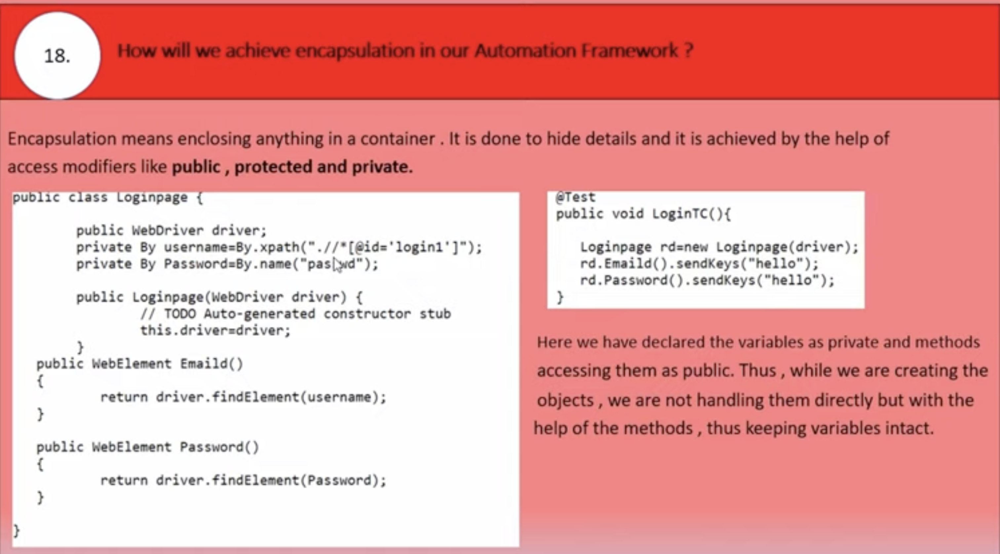 18.
How will we achieve encapsulation in our Automation Framework ?
Encapsulation means enclosing anything in a container . It is done to hide details and it is achieved by the help of
access modifiers like public , protected and private.
public class Loginpage {
public WebDriver driver;
private By username=By.xpath(".//*[@id='login1']");
private By Password=By.name(" ");
public Loginpage(WebDriver driver) {
// TODO Auto-generated constructor stub
this.driver=driver;
}
public WebElement Emaild()
{
return driver.findElement(username);
}
public WebElement Password()
{
return driver.findElement(Password);
}
}
@Test
public void LoginTC(){
Loginpage rd=new Loginpage(driver);
rd.Emaild().sendKeys("hello");
rd.Password().sendKeys("hello");
}
Here we have declared the variables as private and methods
accessing them as public. Thus , while we are creating the
objects , we are not handling them directly but with the
help of the methods , thus keeping variables intact.